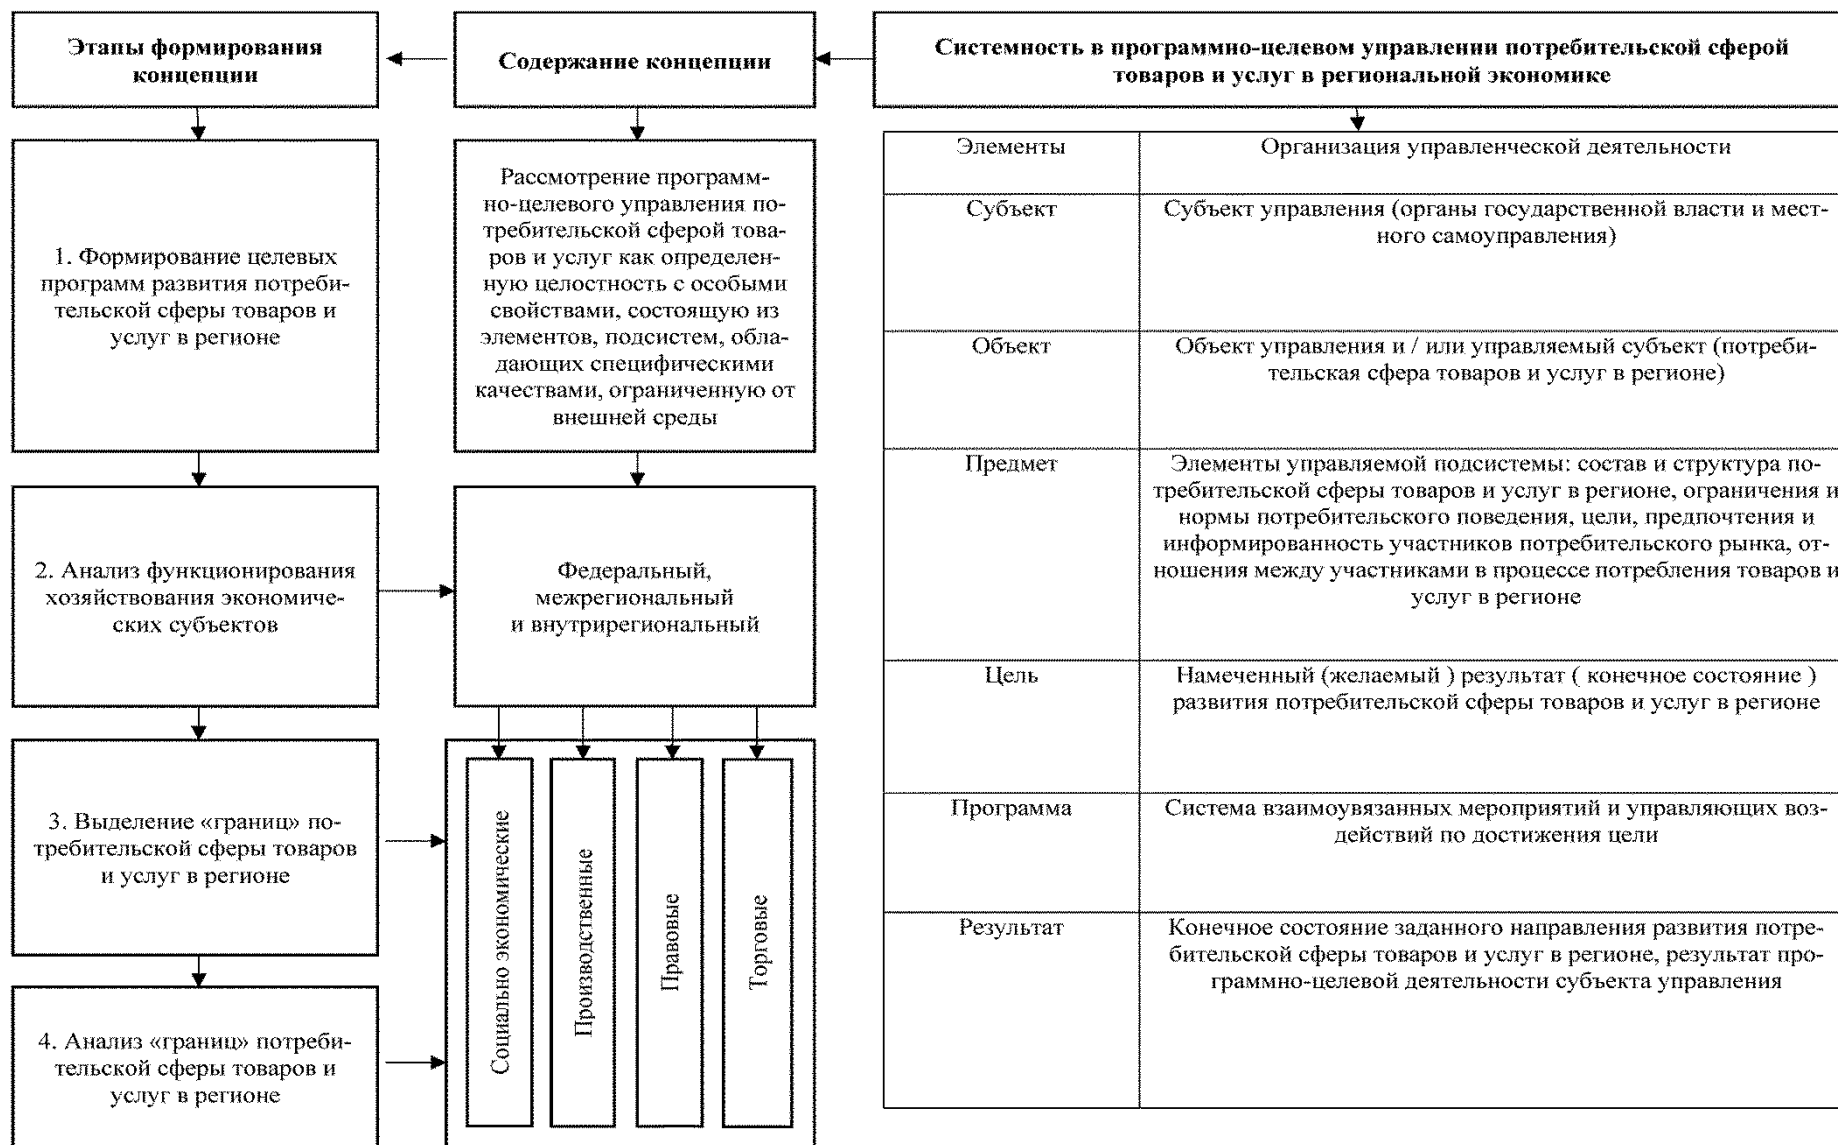 Этапы формирования
концепции
Содержание концепции
Системность в программно-целевом управлении потребительской сферой
товаров и услуг в региональной экономике
1. Формирование целевых
программ развития потреби-
тельской сферы товаров и
услуг в регионе
2. Анализ функционирования
хозяйствования экономиче-
ских субъектов
3. Выделение «границ» по-
требительской сферы товаров
и услуг в регионе
4. Анализ «границ» потреби-
тельской сферы товаров и
услуг в регионе
Рассмотрение программ-
но-целевого управления по-
требительской сферой това-
ров и услуг как определен-
ную целостность с особыми
свойствами, состоящую из
элементов, подсистем, обла-
дающих специфическими
качествами, ограниченную от
внешней среды
Федеральный,
межрегиональный
и внутрирегиональный
Социально экономические
Производственные
Правовые
Торговые
Элементы
Организация управленческой деятельности
Субъект
Субъект управления (органы государственной власти и мест-
ного самоуправления)
Объект
Объект управления и / или управляемый субъект (потреби-
тельская сфера товаров и услуг в регионе)
Предмет
Элементы управляемой подсистемы: состав и структура по-
требительской сферы товаров и услуг в регионе, ограничения и
нормы потребительского поведения, цели, предпочтения и
информированность участников потребительского рынка, от-
ношения между участниками в процессе потребления товаров и
услуг в регионе
Цель
Намеченный (желаемый ) результат ( конечное состояние )
развития потребительской сферы товаров и услуг в регионе
Программа
Система взаимоувязанных мероприятий и управляющих воз-
действий по достижения цели
Результат
Конечное состояние заданного направления развития потре-
бительской сферы товаров и услуг в регионе, результат про-
граммно-целевой деятельности субъекта управления